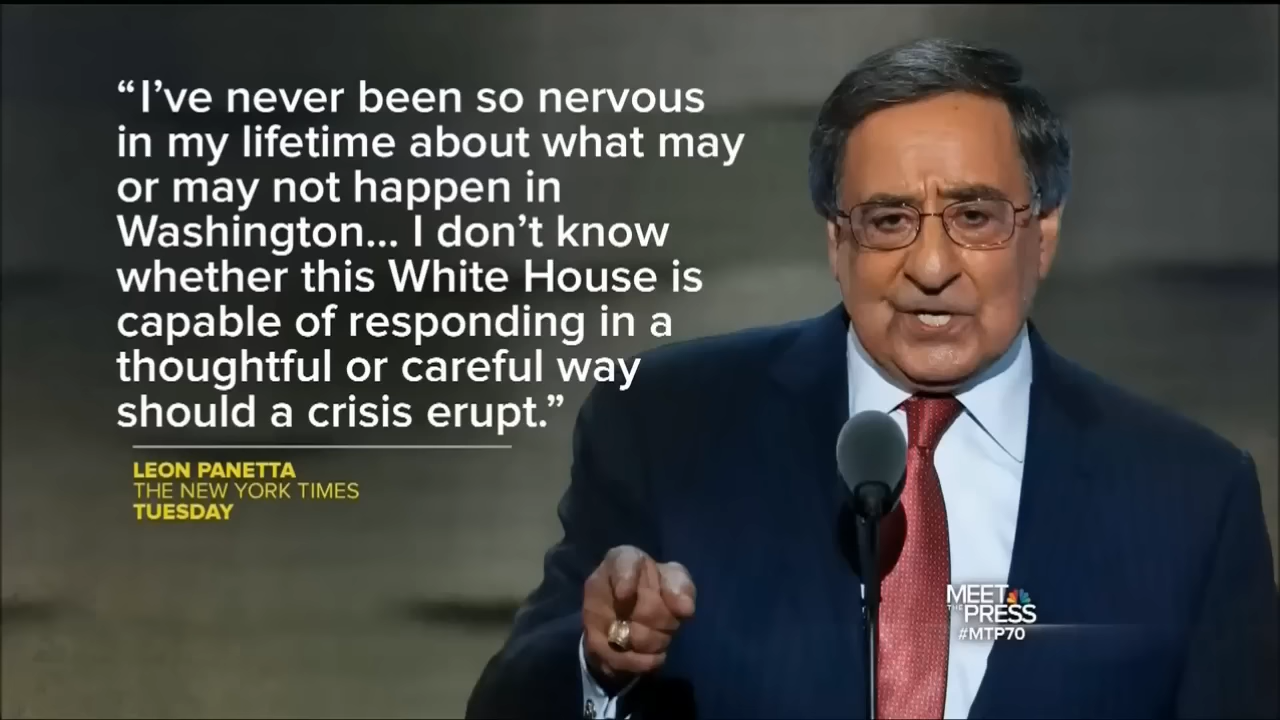 “I’ve never been so nervous
in my lifetime about what may
or may not happen in
Washington... I don’t know
whether this White House is
capable of responding in a
thoughtful or careful way
should a crisis erupt.”
LEON PANETTA
THE NEW YORK TIMES
TUESDAY
MEET
THE PRESS
#MTP70